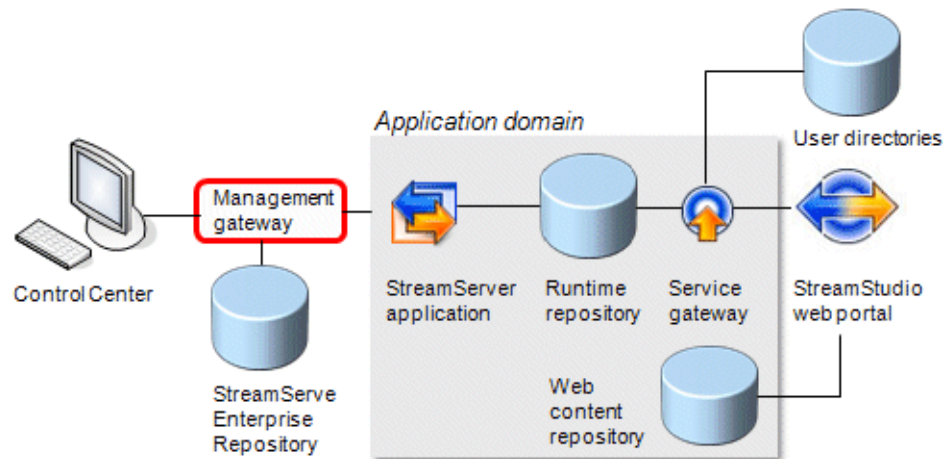 User directories
Application domain
Management
gateway
Control Center
StreamServer
application
Runtime
repository
Service
gateway
StreamStudio
web portal
StreamServe
Enterprise
Repository
Web
content
repository